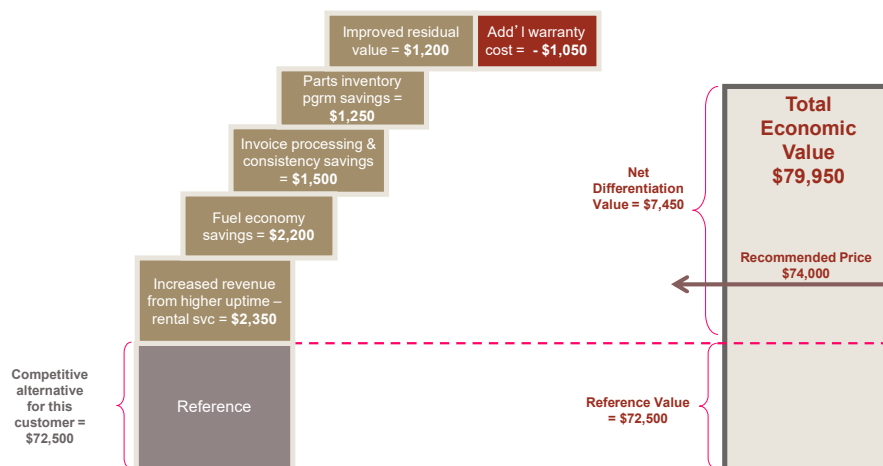 Improved residual
value = $1,200
Add’l warranty
cost = - $1,050
Parts inventory
pgrm savings =
$1,250
Invoice processing &
consistency savings
= $1,500
Fuel economy
savings = $2,200
Increased revenue
from higher uptime –
rental svc = $2,350
Competitive
alternative
for this
customer =
$72,500
Reference
Net
Differentiation
Value = $7,450
Total
Economic
Value
$79,950
Recommended Price
$74,000
Reference Value
= $72,500